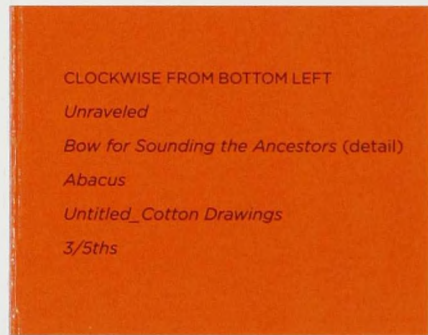 CLOCKWISE FROM BOTTOM LEFT
Unraveled
Bow for Sounding the Ancestors (detail)
Abacus
Untitled_Cotton Drawings
3/5ths